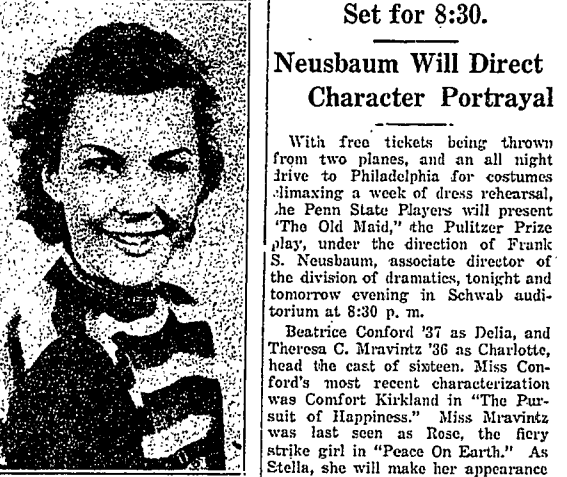 Set for 8:30.
Neusbaum Will Direct
Character Portrayal
With free tickets being thrown
from two planes, and an all night
drive to Philadelphia for costumes
climaxing a week of dress rehearsal,
the Penn State Players will present
"The Old Maid," the Pulitzer Prize
play, under the direction of Frank
S. Neusbaum, associate director of
the division of dramatics, tonight and
tomorrow evening in Schwab audi-
torium at 8:30 p. m.
Beatrice Conford '37 as Delia, and
Theresa C. Mravintz '36 as Charlotte,
head the cast of sixteen. Miss Con-
ford's most recent characterization
was Comfort Kirkland in "The Pur-
suit of Happiness." Miss Mravintz
was last seen as Rose, the fiery
strike girl in "Peace On Earth." As
Stella, she will make her appearance